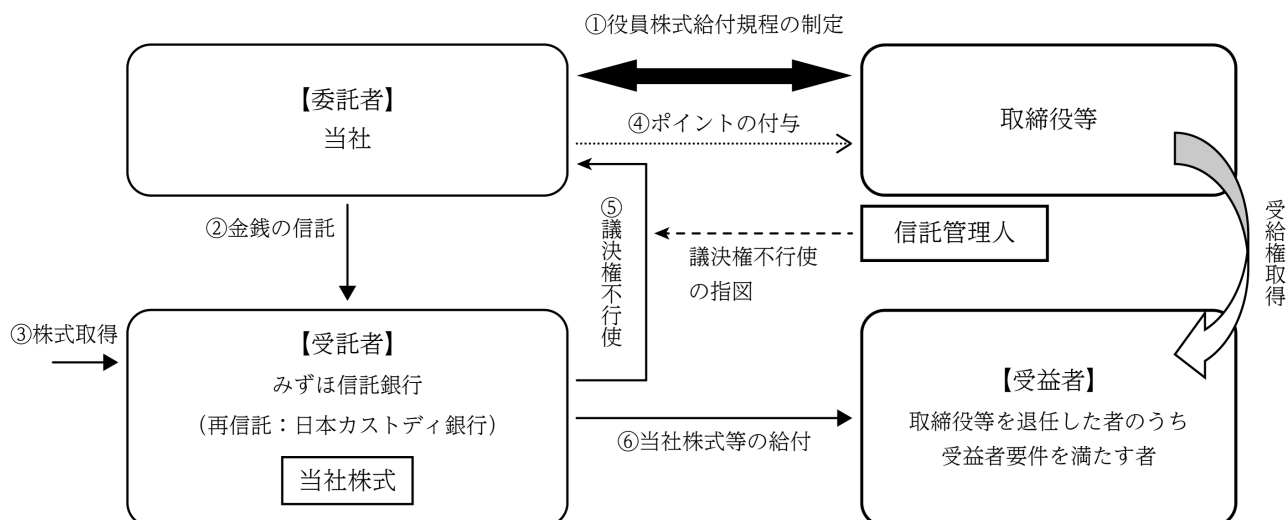 ①役員株式給付規程の制定
【委託者】
当社
④ポイントの付与
取締役等
②金銭の信託
⑤議決権不行使
議決権不行使
の指図
信託管理人
受給権取得
③株式取得
【受託者】
みずほ信託銀行
(再信託：日本カストディ銀行)
当社株式
⑥当社株式等の給付
【受益者】
取締役等を退任した者のうち
受益者要件を満たす者